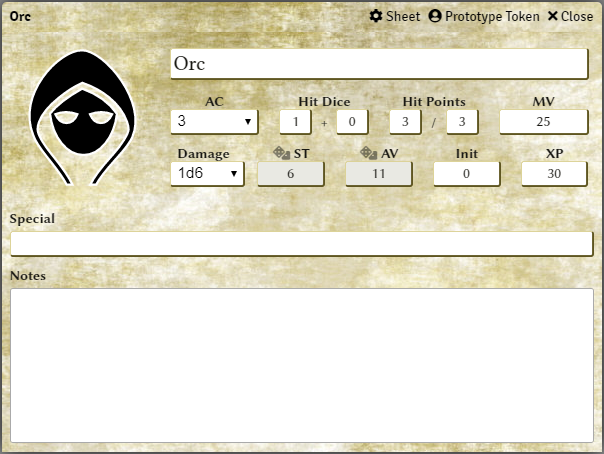 Orc Sheet Prototype Token Close
Orc
AC Hit Dice Hit Points MV
3 1 + 0 3 / 3 25
Damage ST AV Init XP
1d6 6 11 0 30
Special
Notes